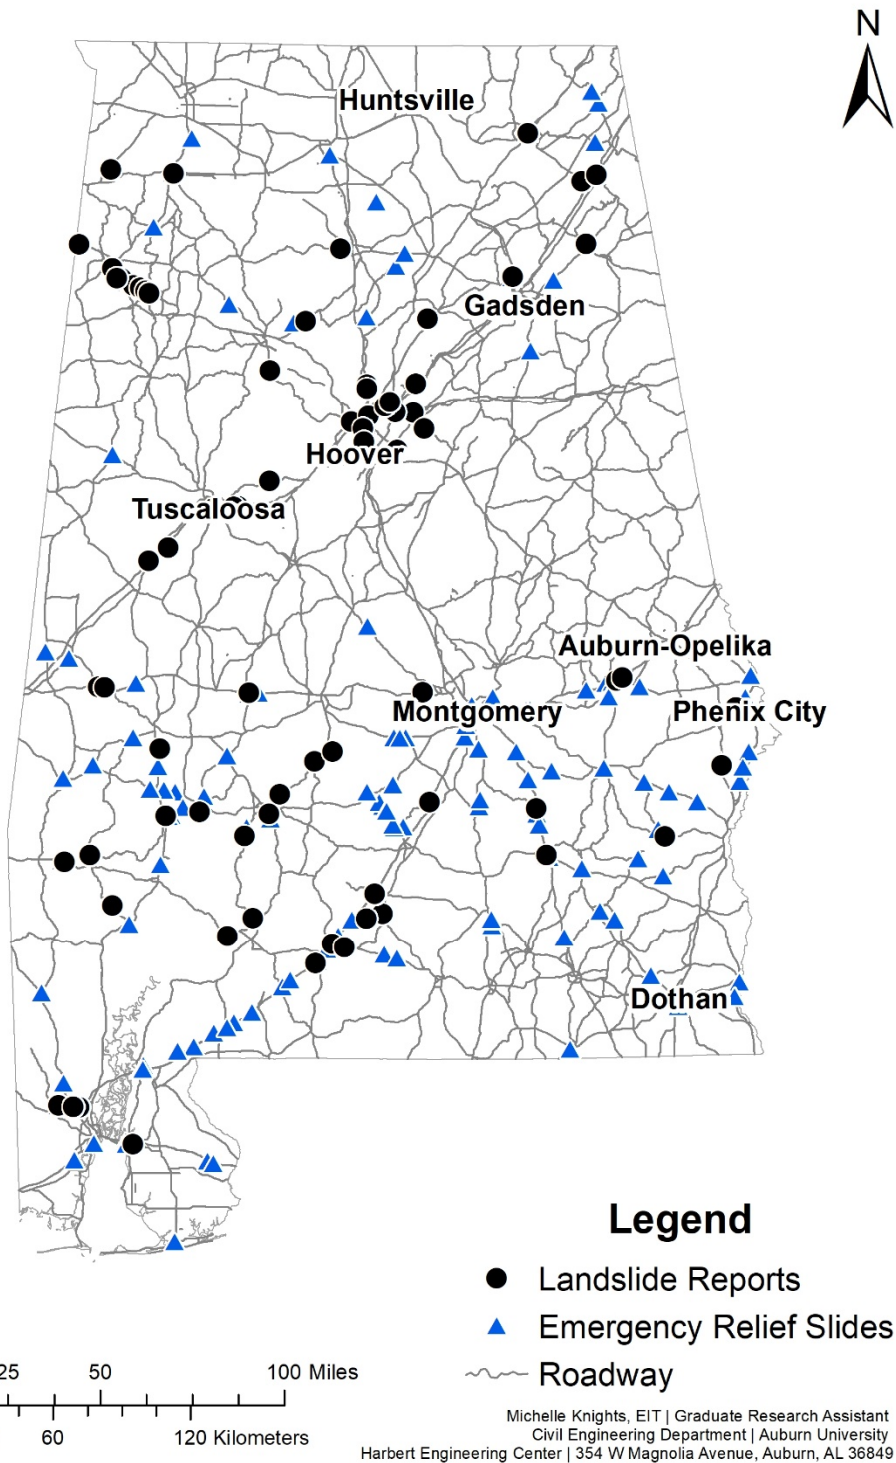 N
Huntsville
Gadsden
Hoover
Tuscaloosa
Auburn-Opelika
Montgomery
Phenix City
Dothan
Legend
Landslide Reports
Emergency Relief Slides
Roadway
25 50 100 Miles
60 120 Kilometers
Michelle Knights, EIT | Graduate Research Assistant
Civil Engineering Department | Auburn University
Harbert Engineering Center | 354 W Magnolia Avenue, Auburn, AL 36849